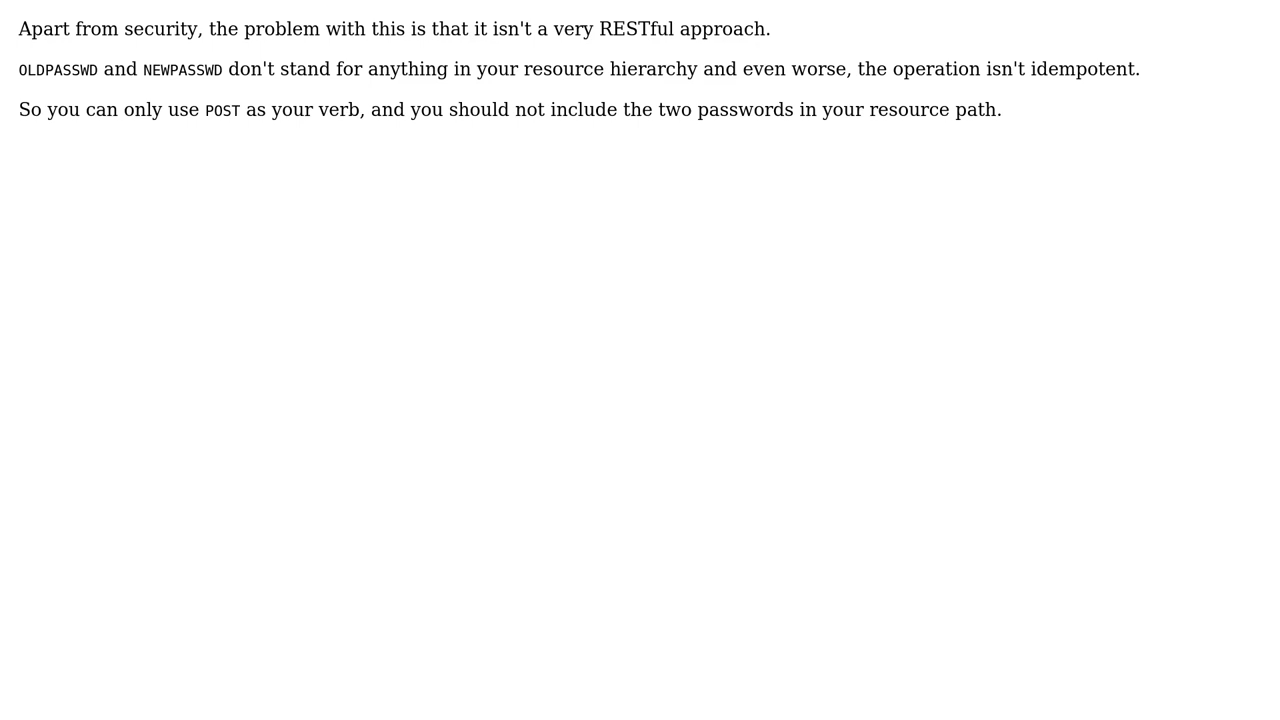 Apart from security, the problem with this is that it isn't a very RESTful approach.
OLDPASSWD and NEWPASSWD don't stand for anything in your resource hierarchy and even worse, the operation isn't idempotent.
So you can only use POST as your verb, and you should not include the two passwords in your resource path.